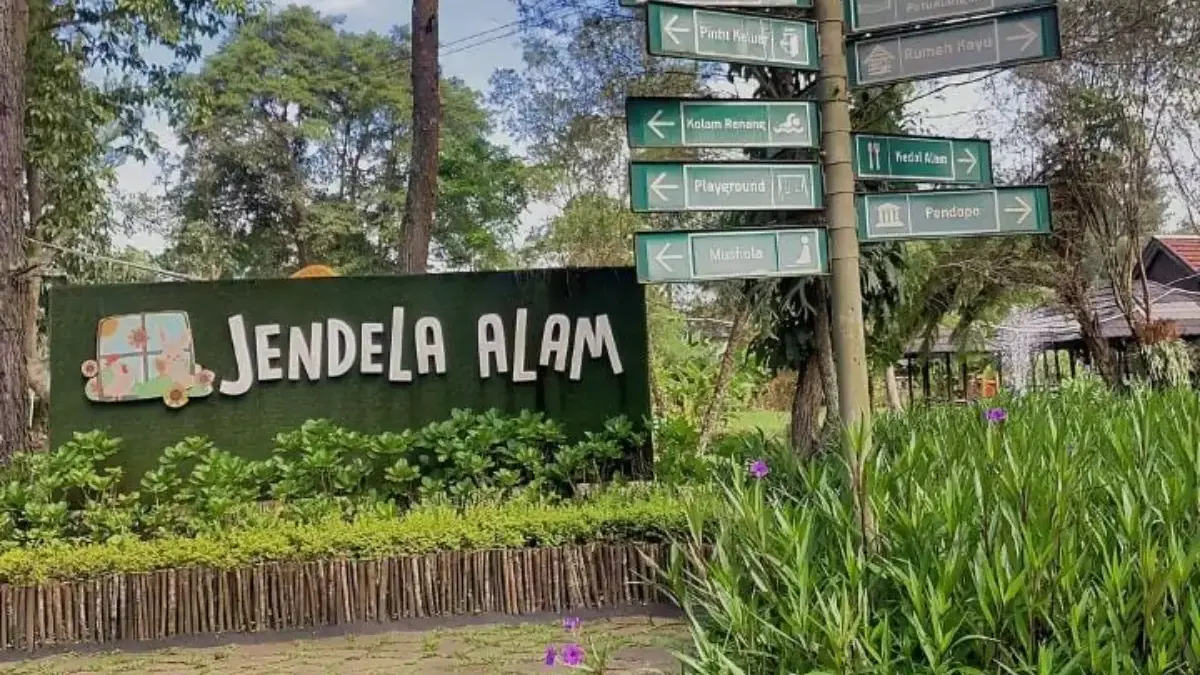 JENDELA ALAM
Pintu Keluar
Kolam Renang
Playground
Mushola
Rumah Kayu
Kedai Alam
Pendopo